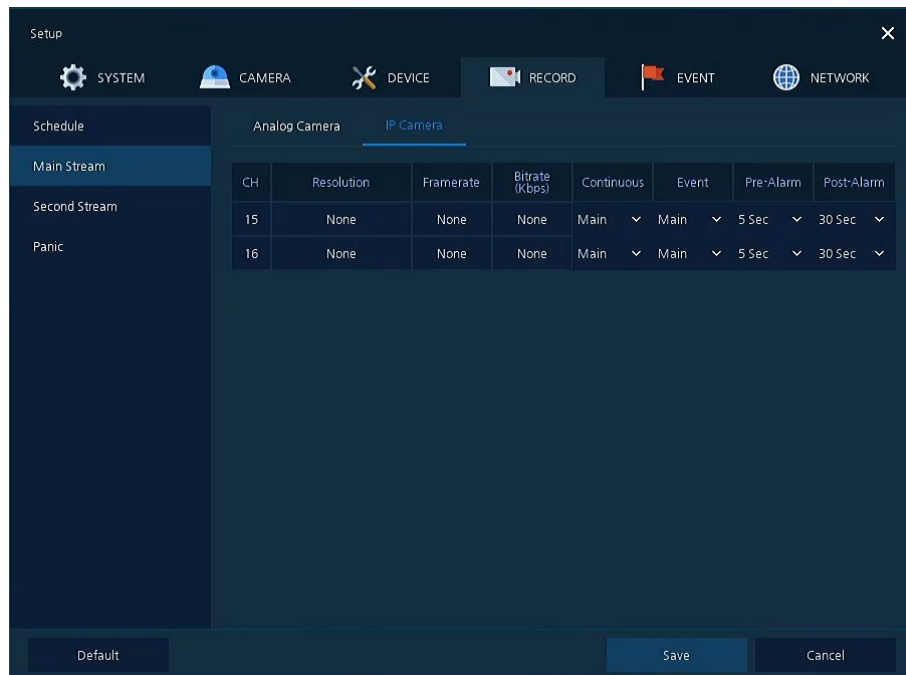 Setup
SYSTEM CAMERA DEVICE RECORD EVENT NETWORK
Schedule
Main Stream
Second Stream
Panic
Analog Camera IP Camera
CH Resolution Framerate Bitrate (Kbps) Continuous Event Pre-Alarm Post-Alarm
15 None None None Main Main 5 Sec 30 Sec
16 None None None Main Main 5 Sec 30 Sec
Default Save Cancel